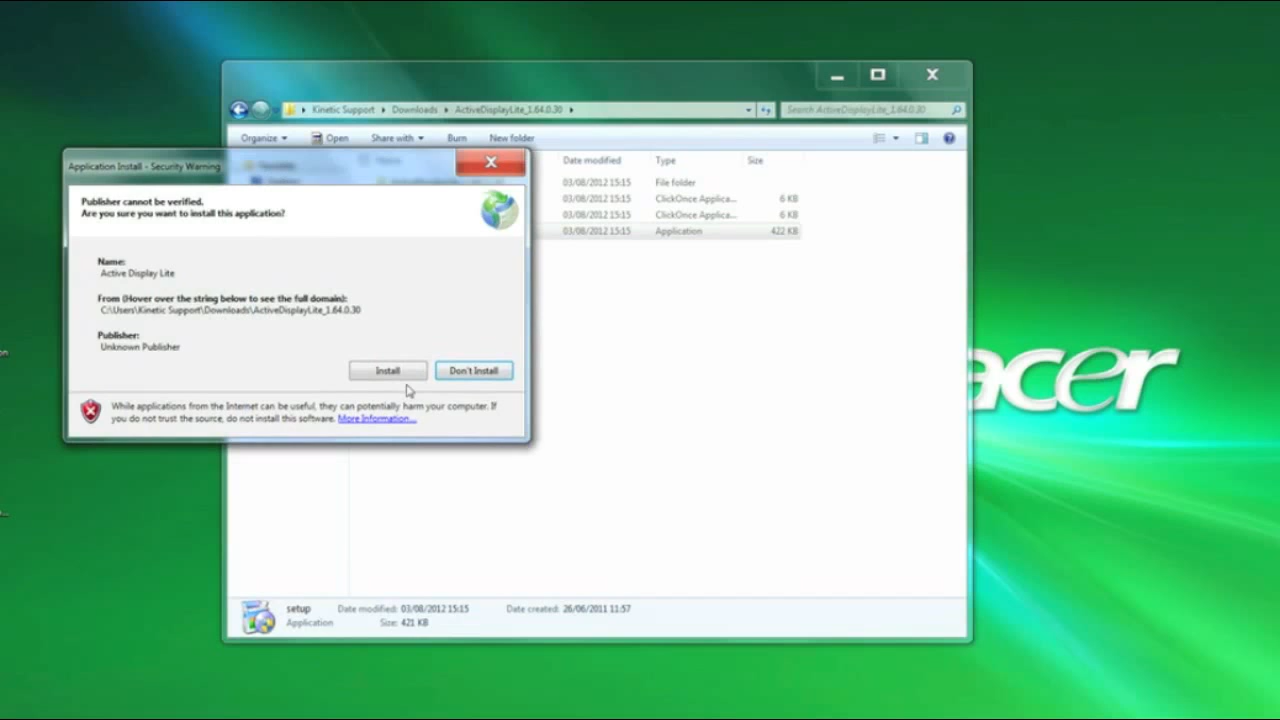 Kinetic Support ▸ Downloads ▸ ActiveDisplayLite_1.64.0.30 ▸
Search ActiveDisplayLite_1.64.0.30
Organize
Open
Share with
Burn
New folder
Application Install - Security Warning
Publisher cannot be verified.
Are you sure you want to install this application?
Name:
Active Display Lite
From (Hover over the string below to see the full domain):
C:\Users\Kinetic Support\Downloads\ActiveDisplayLite_1.64.0.30
Publisher:
Unknown Publisher
Install
Don't Install
While applications from the Internet can be useful, they can potentially harm your computer. If
you do not trust the source, do not install this software. More Information...
Date modified Type Size
03/08/2012 15:15 File folder
03/08/2012 15:15 ClickOnce Applica... 6 KB
03/08/2012 15:15 ClickOnce Applica... 6 KB
03/08/2012 15:15 Application 422 KB
acer
setup Date modified: 03/08/2012 15:15 Date created: 26/06/2011 11:57
Application Size: 421 KB